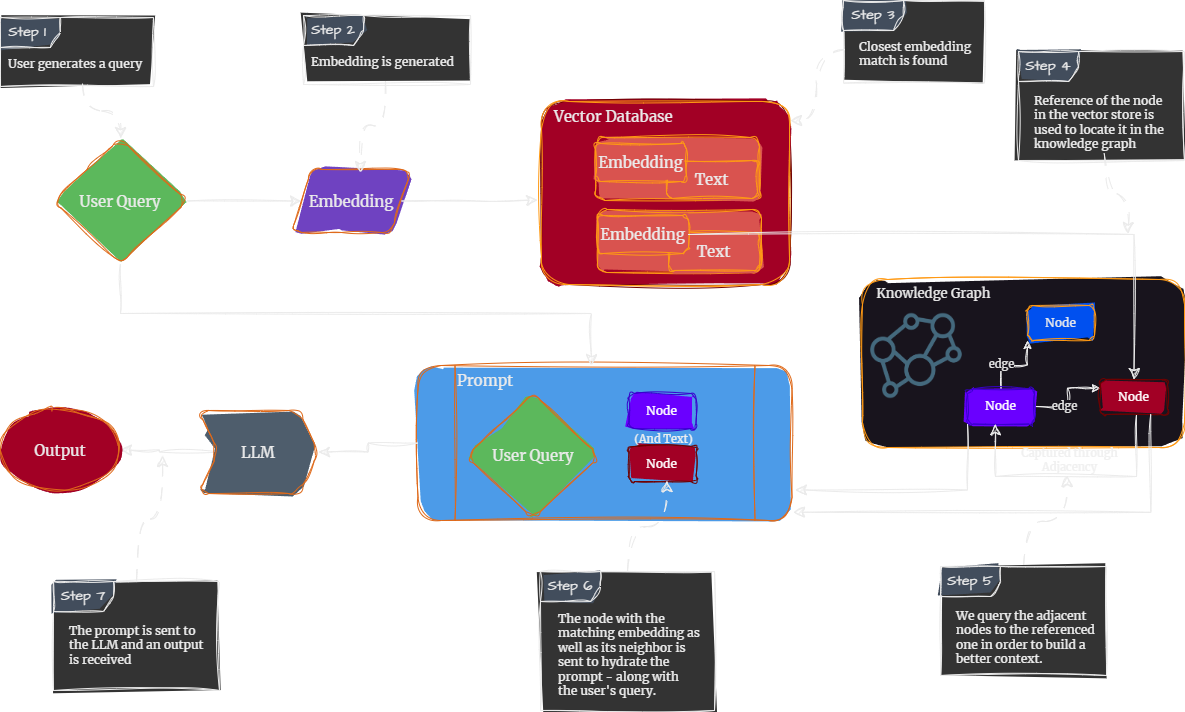 Step 1
User generates a query
Step 2
Embedding is generated
Step 3
Closest embedding
match is found
Step 4
Reference of the node
in the vector store is
used to locate it in the
knowledge graph
Vector Database
Embedding
Text
Embedding
Text
User Query
Embedding
Knowledge Graph
Node
edge
Node
edge
Node
Captured through
Adjacency
Prompt
User Query
Node
(And Text)
Node
LLM
Output
Step 5
We query the adjacent
nodes to the referenced
one in order to build a
better context.
Step 6
The node with the
matching embedding as
well as its neighbor is
sent to hydrate the
prompt - along with
the user's query.
Step 7
The prompt is sent to
the LLM and an output
is received